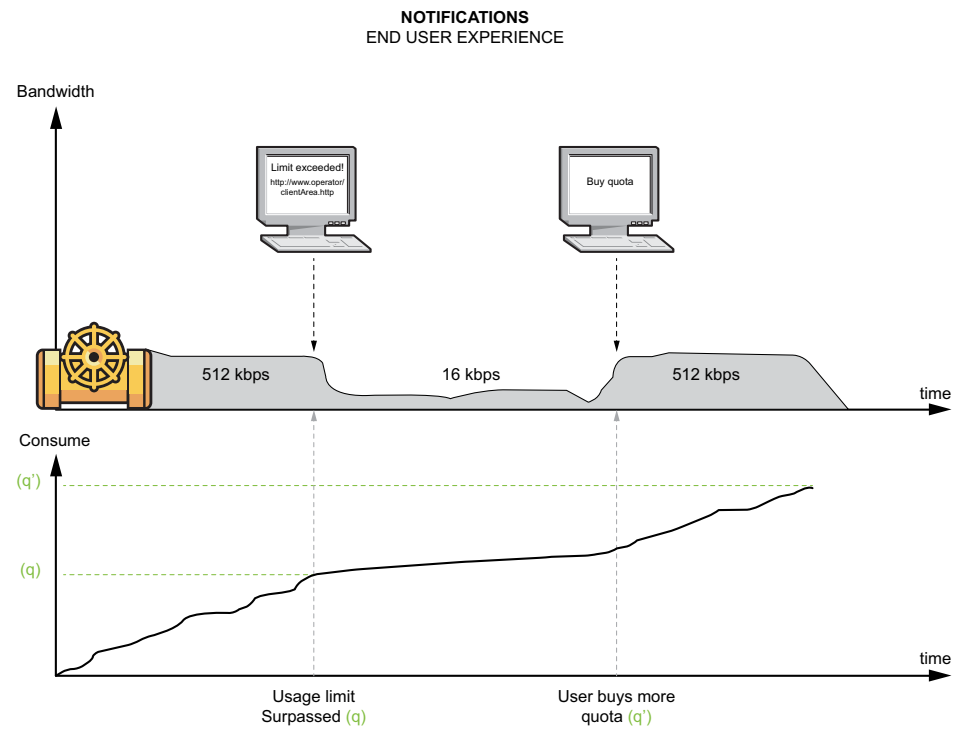 NOTIFICATIONS
END USER EXPERIENCE
Bandwidth
Limit exceeded!
http://www.operator/
clientArea.http
Buy quota
512 kbps
16 kbps
512 kbps
time
Consume
(q’)
(q)
time
Usage limit
Surpassed (q)
User buys more
quota (q’)